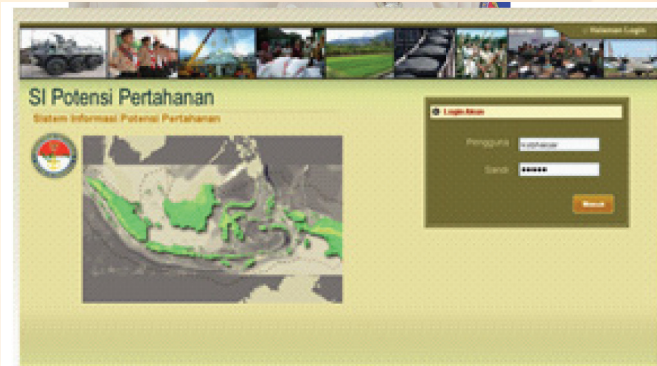 :: Halaman Login
SI Potensi Pertahanan
Sistem Informasi Potensi Pertahanan
Login Akun
Pengguna
Sandi
Masuk